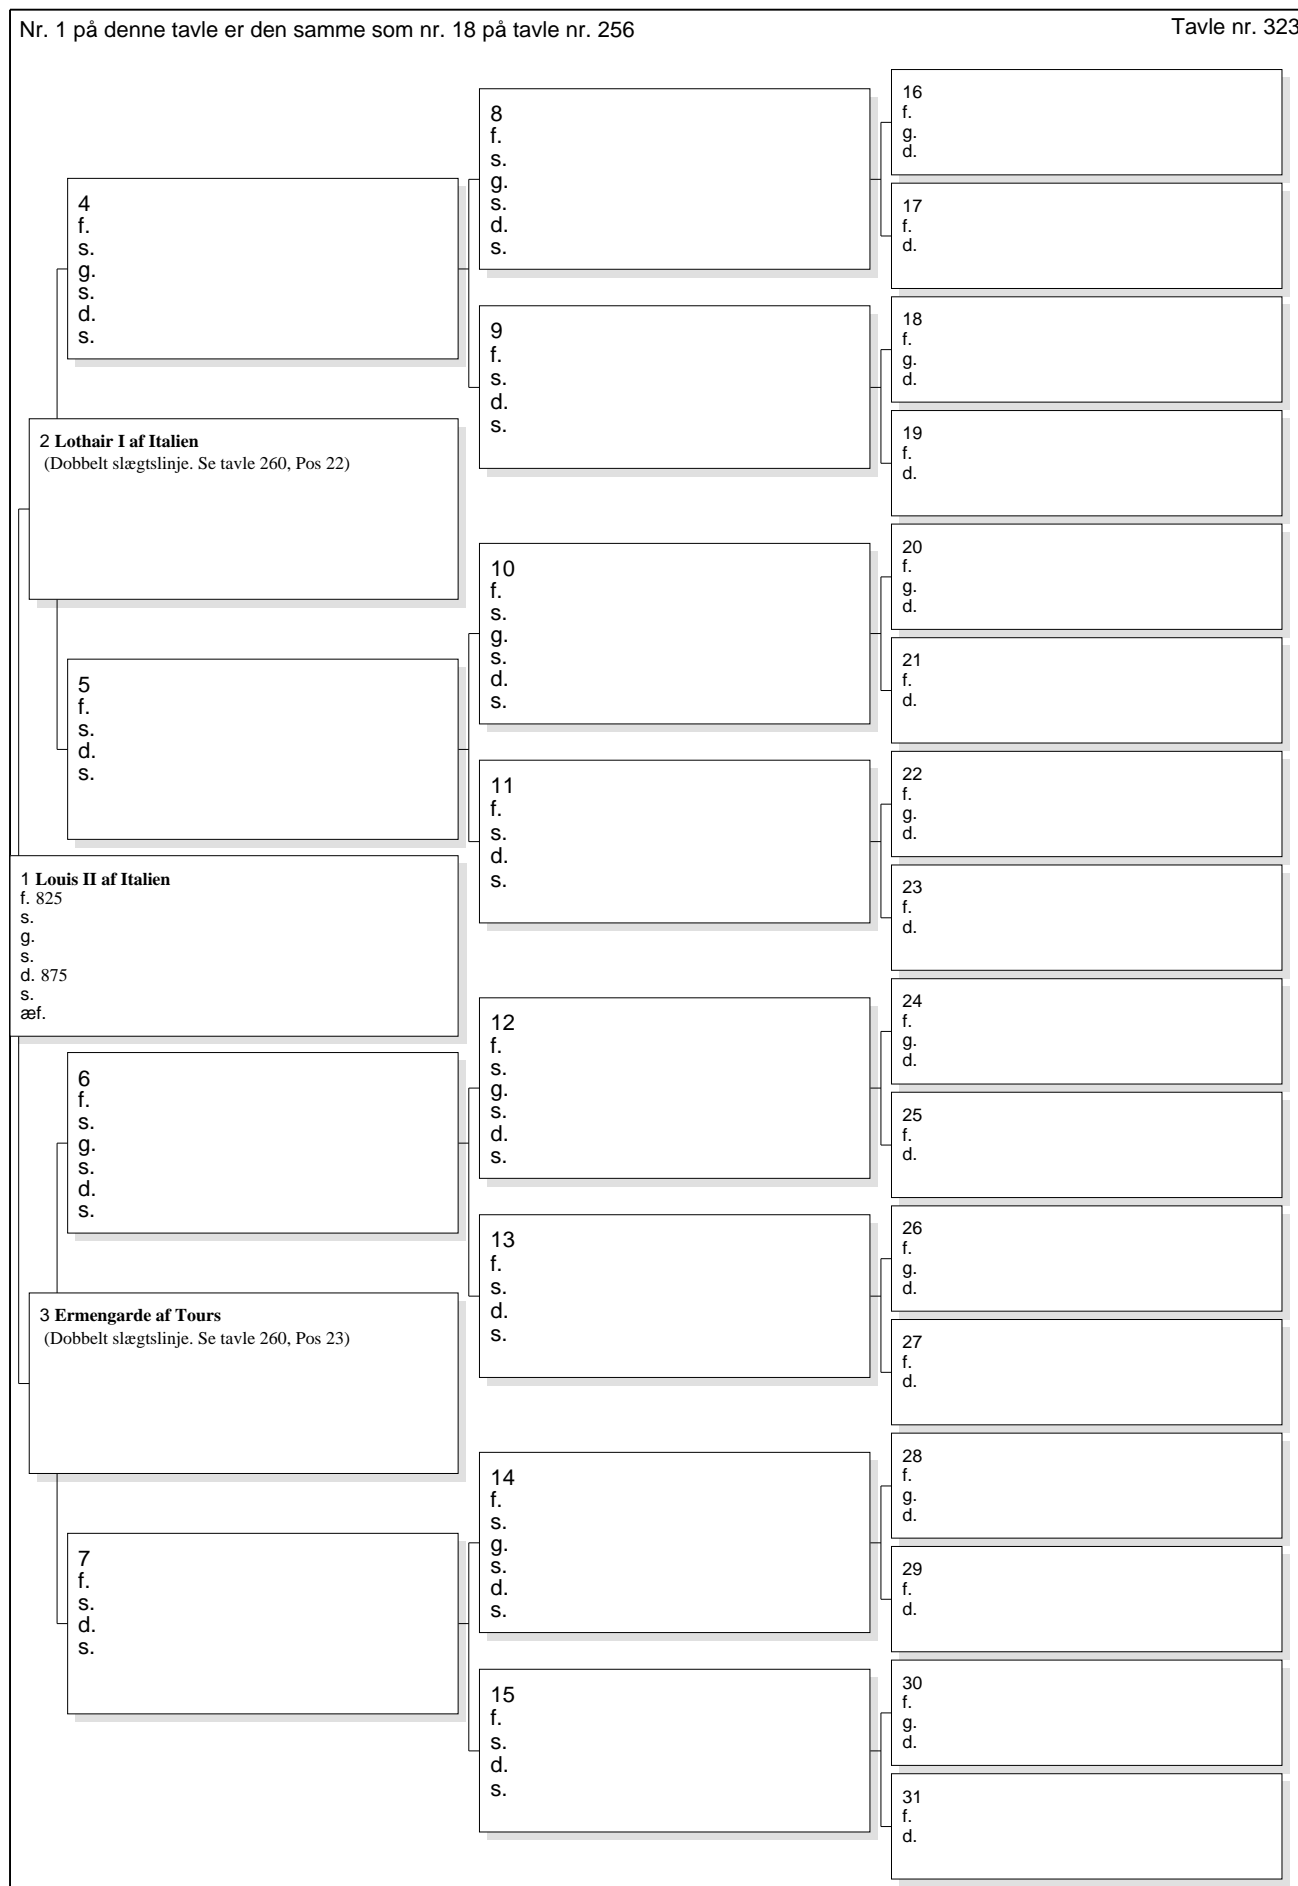 Nr. 1 på denne tavle er den samme som nr. 18 på tavle nr. 256
Tavle nr. 323
4
f.
s.
g.
s.
d.
s.
2 Lothair I af Italien
(Dobbelt slægtslinje. Se tavle 260, Pos 22)
5
f.
s.
d.
s.
1 Louis II af Italien
f. 825
s.
g.
s.
d. 875
s.
æf.
6
f.
s.
g.
s.
d.
s.
3 Ermengarde af Tours
(Dobbelt slægtslinje. Se tavle 260, Pos 23)
7
f.
s.
d.
s.
8
f.
s.
g.
s.
d.
s.
9
f.
s.
d.
s.
10
f.
s.
g.
s.
d.
s.
11
f.
s.
d.
s.
12
f.
s.
g.
s.
d.
s.
13
f.
s.
d.
s.
14
f.
s.
g.
s.
d.
s.
15
f.
s.
d.
s.
16
f.
g.
d.
17
f.
d.
18
f.
g.
d.
19
f.
d.
20
f.
g.
d.
21
f.
d.
22
f.
g.
d.
23
f.
d.
24
f.
g.
d.
25
f.
d.
26
f.
g.
d.
27
f.
d.
28
f.
g.
d.
29
f.
d.
30
f.
g.
d.
31
f.
d.